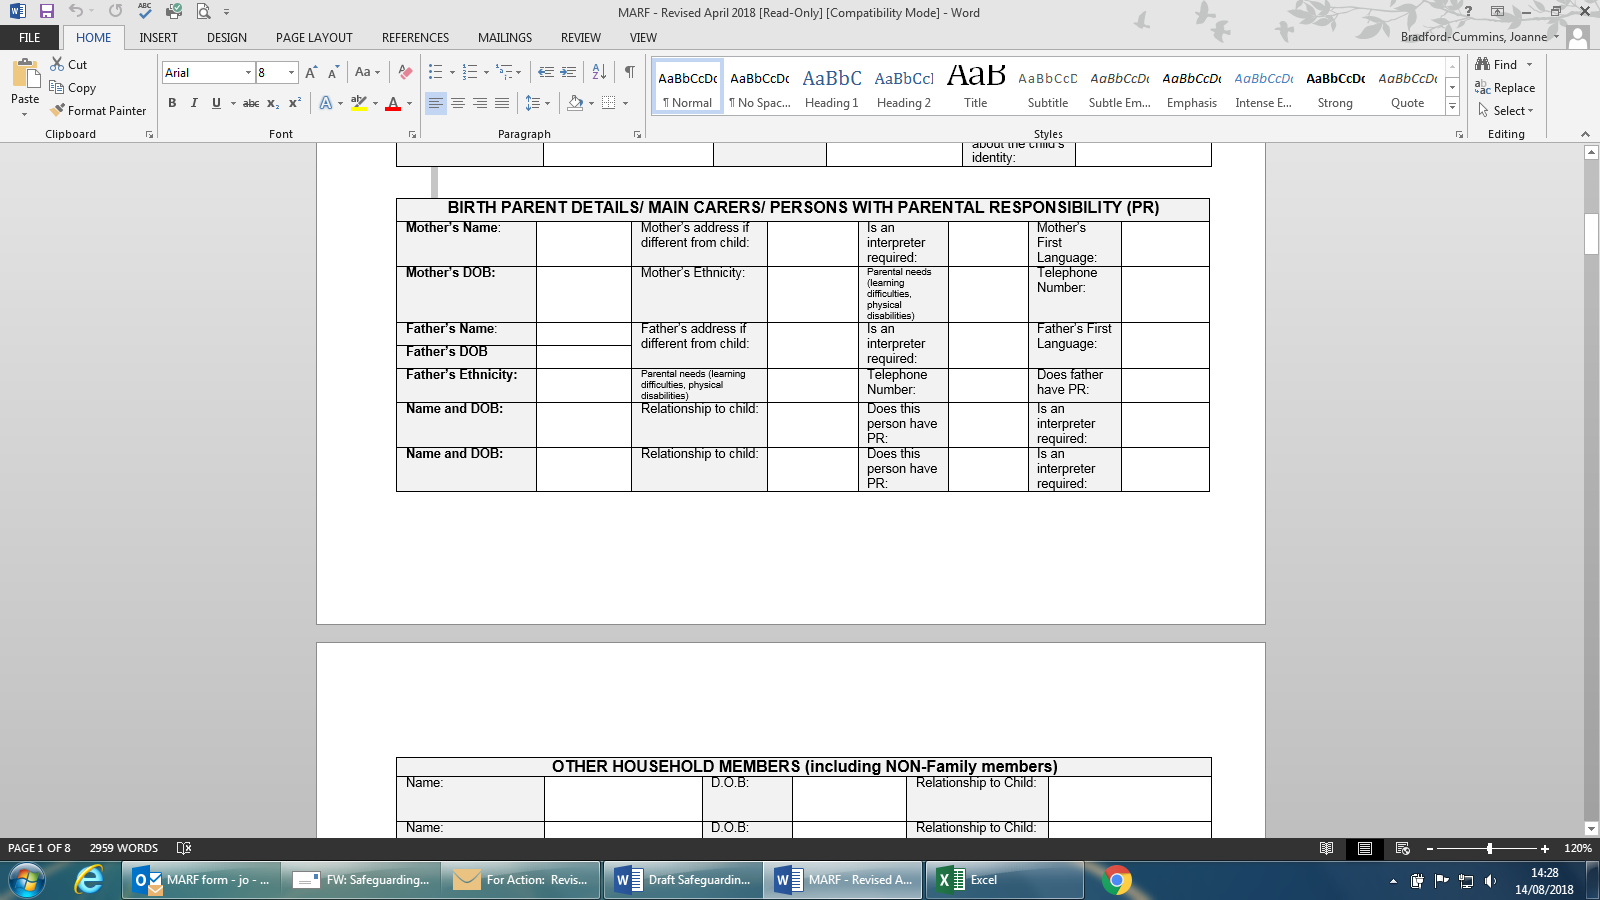 MARF - Revised April 2018 [Read-Only] [Compatibility Mode] - Word
FILE HOME INSERT DESIGN PAGE LAYOUT REFERENCES MAILINGS REVIEW VIEW Bradford-Cummins, Joanne
Paste Cut Copy Format Painter
Arial 8
AaBbCcDc AaBbCcDc AaBbC AaBbCcI AaB AaBbCcD AaBbCcDc AaBbCcDc AaBbCcDc AaBbCcDc AaBbCcDc
¶ Normal ¶ No Spac... Heading 1 Heading 2 Title Subtitle Subtle Em... Emphasis Intense E... Strong Quote
Find Replace Select
Clipboard Font Paragraph Styles Editing
about the child's
identity:
BIRTH PARENT DETAILS/ MAIN CARERS/ PERSONS WITH PARENTAL RESPONSIBILITY (PR)
Mother's Name: Mother's address if different from child: Is an interpreter required: Mother's First Language:
Mother's DOB: Mother's Ethnicity: Parental needs (learning difficulties, physical disabilities) Telephone Number:
Father's Name: Father's address if different from child: Is an interpreter required: Father's First Language:
Father's DOB
Father's Ethnicity: Parental needs (learning difficulties, physical disabilities) Telephone Number: Does father have PR:
Name and DOB: Relationship to child: Does this person have PR: Is an interpreter required:
Name and DOB: Relationship to child: Does this person have PR: Is an interpreter required:
OTHER HOUSEHOLD MEMBERS (including NON-Family members)
Name: D.O.B: Relationship to Child:
Name: D.O.B: Relationship to Child:
PAGE 1 OF 8 2959 WORDS 120%
MARF form - jo - ... FW: Safeguarding... For Action: Revis... Draft Safeguardin... MARF - Revised A... Excel
14:28
14/08/2018